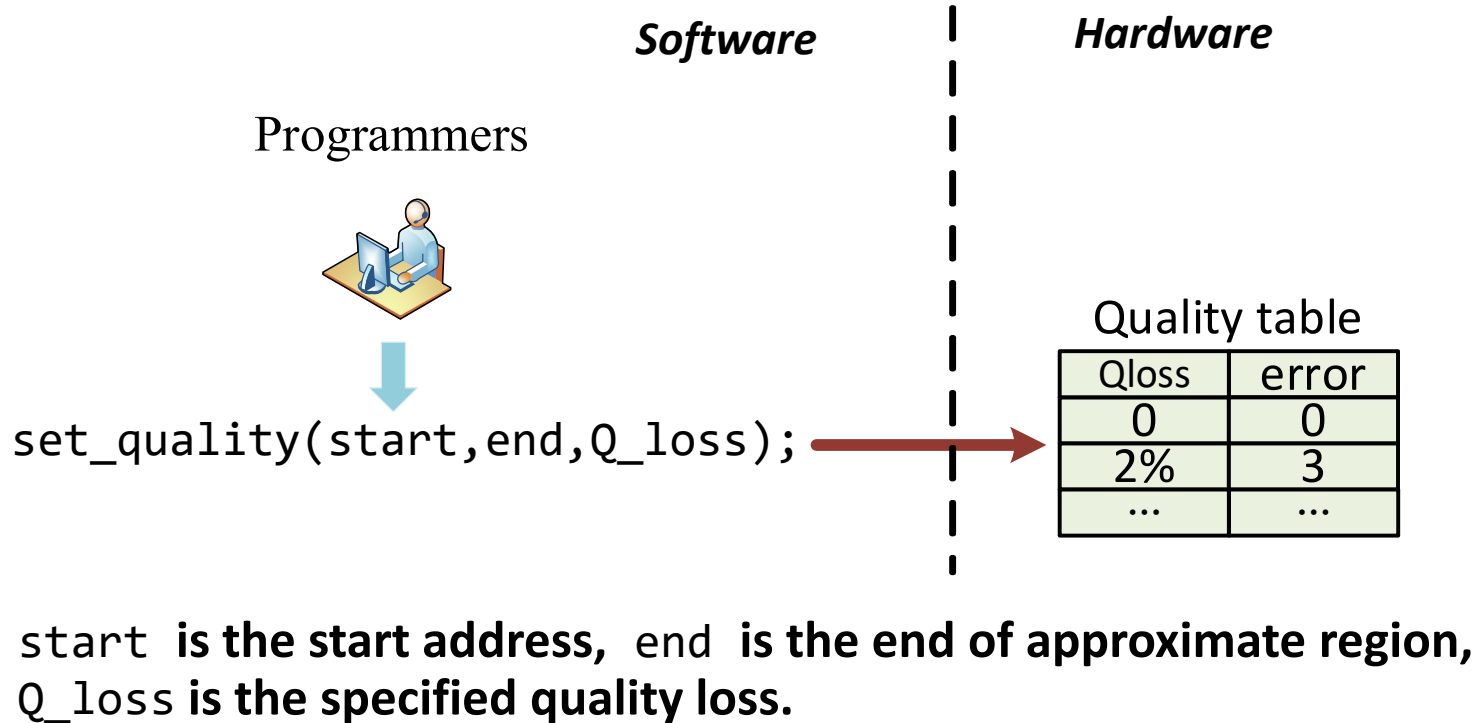 Software
Hardware
Programmers
set_quality(start,end,Q_loss);
Quality table
Qloss error
0 0
2% 3
... ...
start is the start address, end is the end of approximate region,
Q_loss is the specified quality loss.